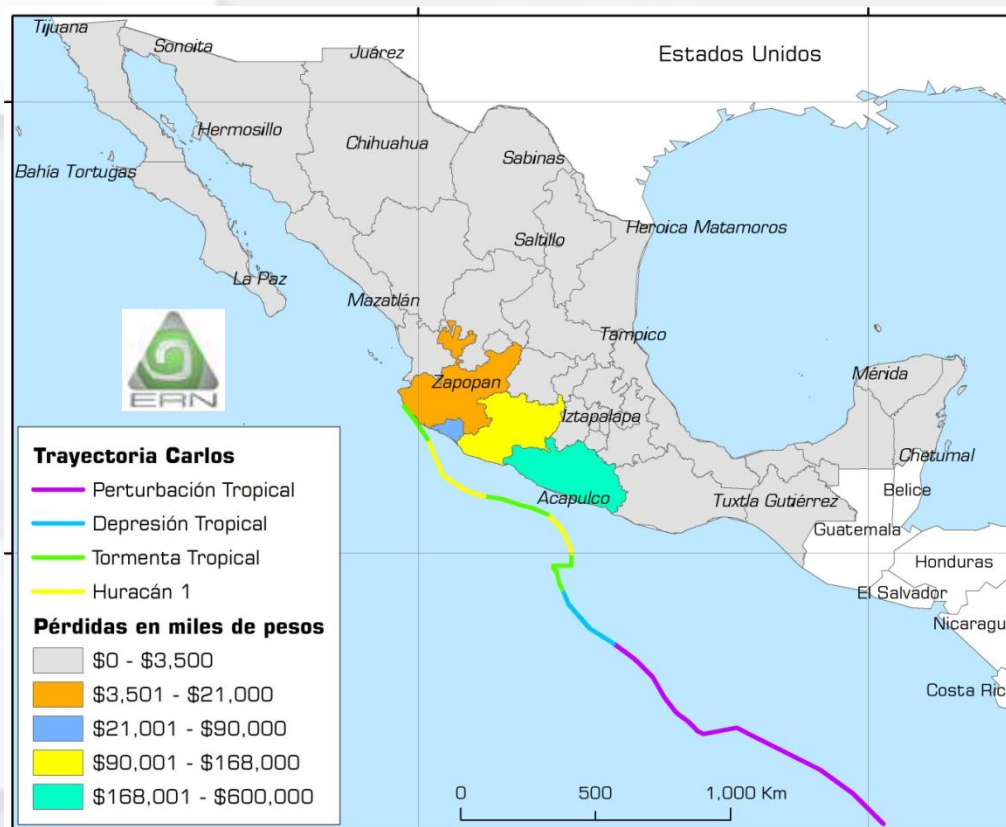 Tijuana
Sonoita
Juárez
Estados Unidos
Hermosillo
Chihuahua
Sabinas
Bahía Tortugas
Saltillo
Heroica Matamoros
La Paz
Mazatlán
Tampico
Zapopan
Mérida
Iztapalapa
ERN
Chetumal
Acapulco
Tuxtla Gutiérrez
Belice
Guatemala
Honduras
El Salvador
Nicaragu
Costa Ric
Trayectoria Carlos
Perturbación Tropical
Depresión Tropical
Tormenta Tropical
Huracán 1
Pérdidas en miles de pesos
$0 - $3,500
$3,501 - $21,000
$21,001 - $90,000
$90,001 - $168,000
$168,001 - $600,000
0 500 1,000 Km